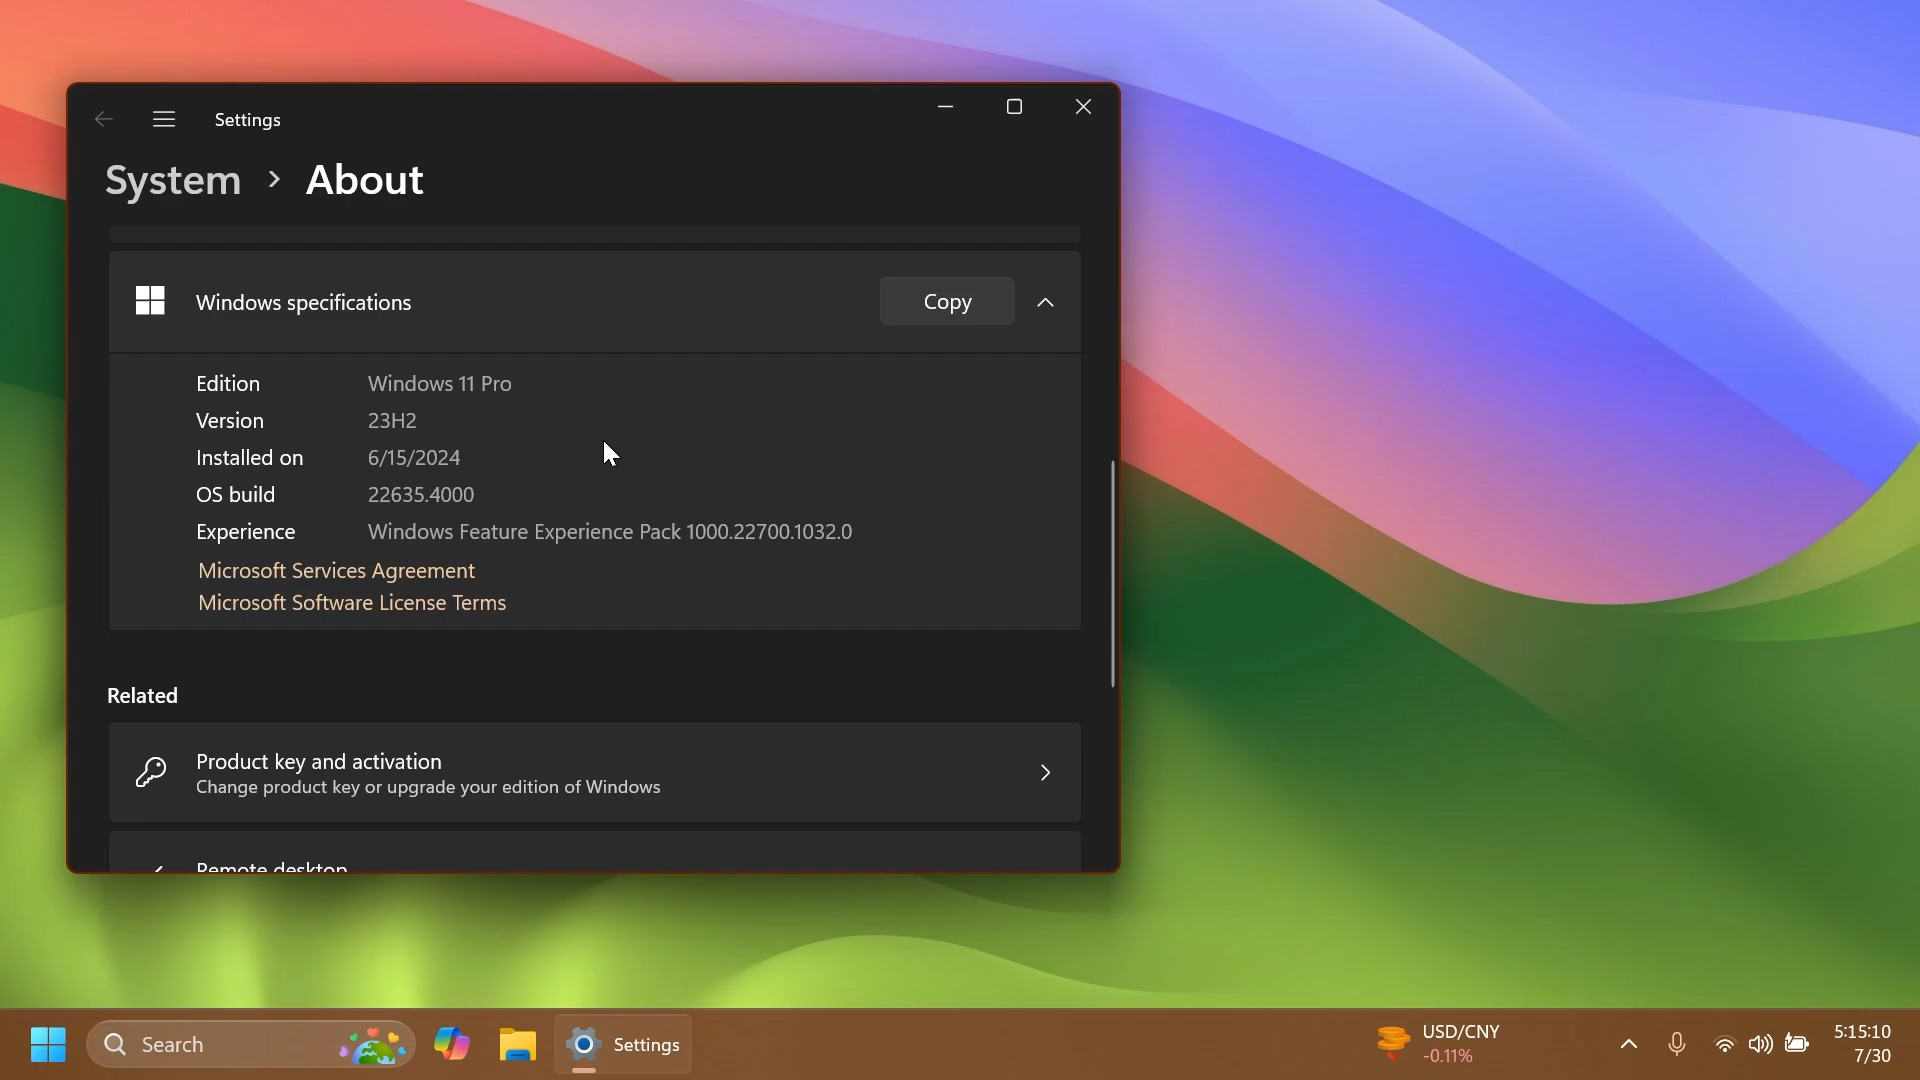 Settings
System > About
Windows specifications
Copy
Edition Windows 11 Pro
Version 23H2
Installed on 6/15/2024
OS build 22635.4000
Experience Windows Feature Experience Pack 1000.22700.1032.0
Microsoft Services Agreement
Microsoft Software License Terms
Related
Product key and activation
Change product key or upgrade your edition of Windows
Remote desktop
Search
Settings
USD/CNY
-0.11%
5:15:10
7/30